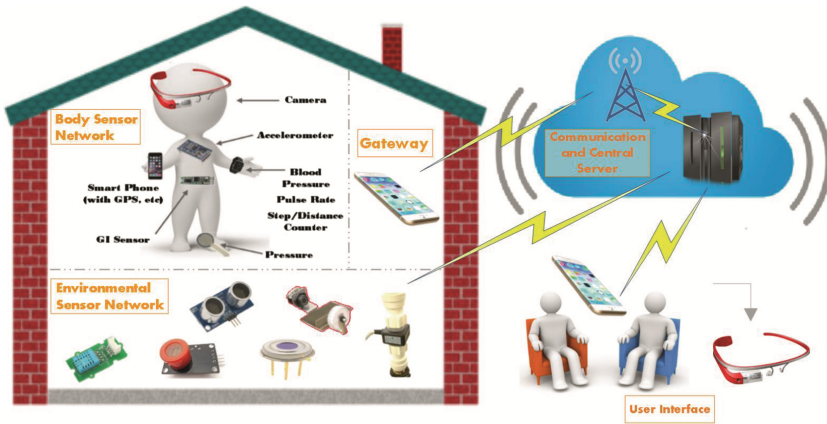 Body Sensor
Network
Camera
Accelerometer
Blood
Pressure
Pulse Rate
Step/Distance
Counter
Smart Phone
(with GPS, etc)
GI Sensor
Pressure
Gateway
Communication
and Central
Server
Environmental
Sensor Network
User Interface